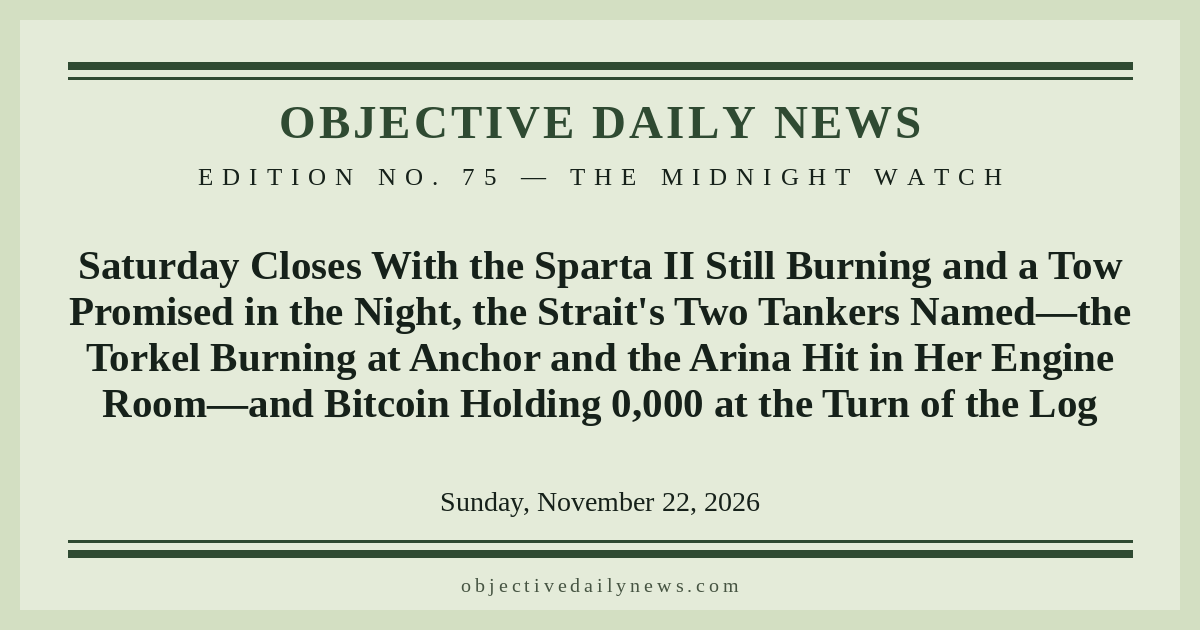 OBJECTIVE DAILY NEWS
EDITION NO. 75 — THE MIDNIGHT WATCH
Saturday Closes With the Sparta II Still Burning and a Tow
Promised in the Night, the Strait's Two Tankers Named—the
Torkel Burning at Anchor and the Arina Hit in Her Engine
Room—and Bitcoin Holding 0,000 at the Turn of the Log
Sunday, November 22, 2026
objectivedailynews.com